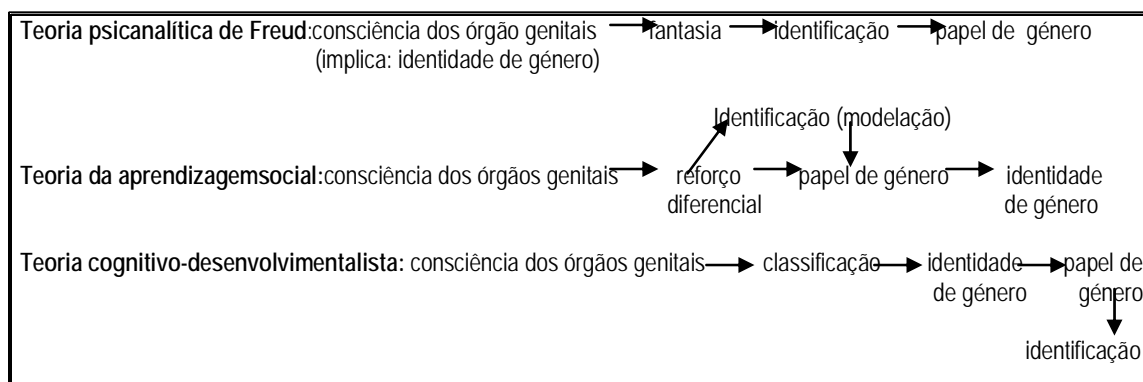 Teoria psicanalítica de Freud:consciência dos órgão genitais fantasia identificação papel de género
(implica: identidade de género)
Identificação (modelação)
Teoria da aprendizagemsocial:consciência dos órgãos genitais reforço papel de género identidade
diferencial de género
Teoria cognitivo-desenvolvimentalista: consciência dos órgãos genitais classificação identidade papel de
de género género
identificação